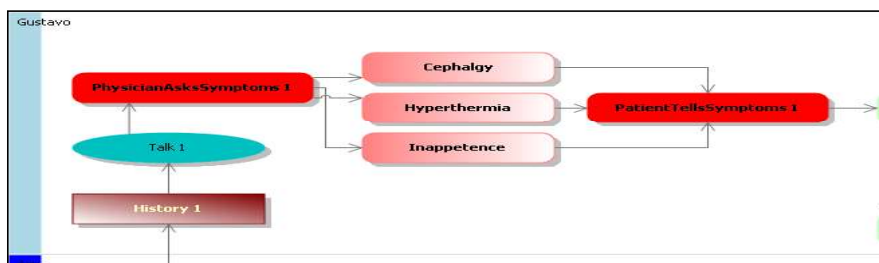 Gustavo
Cephalgy
PhysicianAsksSymptoms 1
Hyperthermia
PatientTellsSymptoms 1
Talk 1
Inappetence
History 1